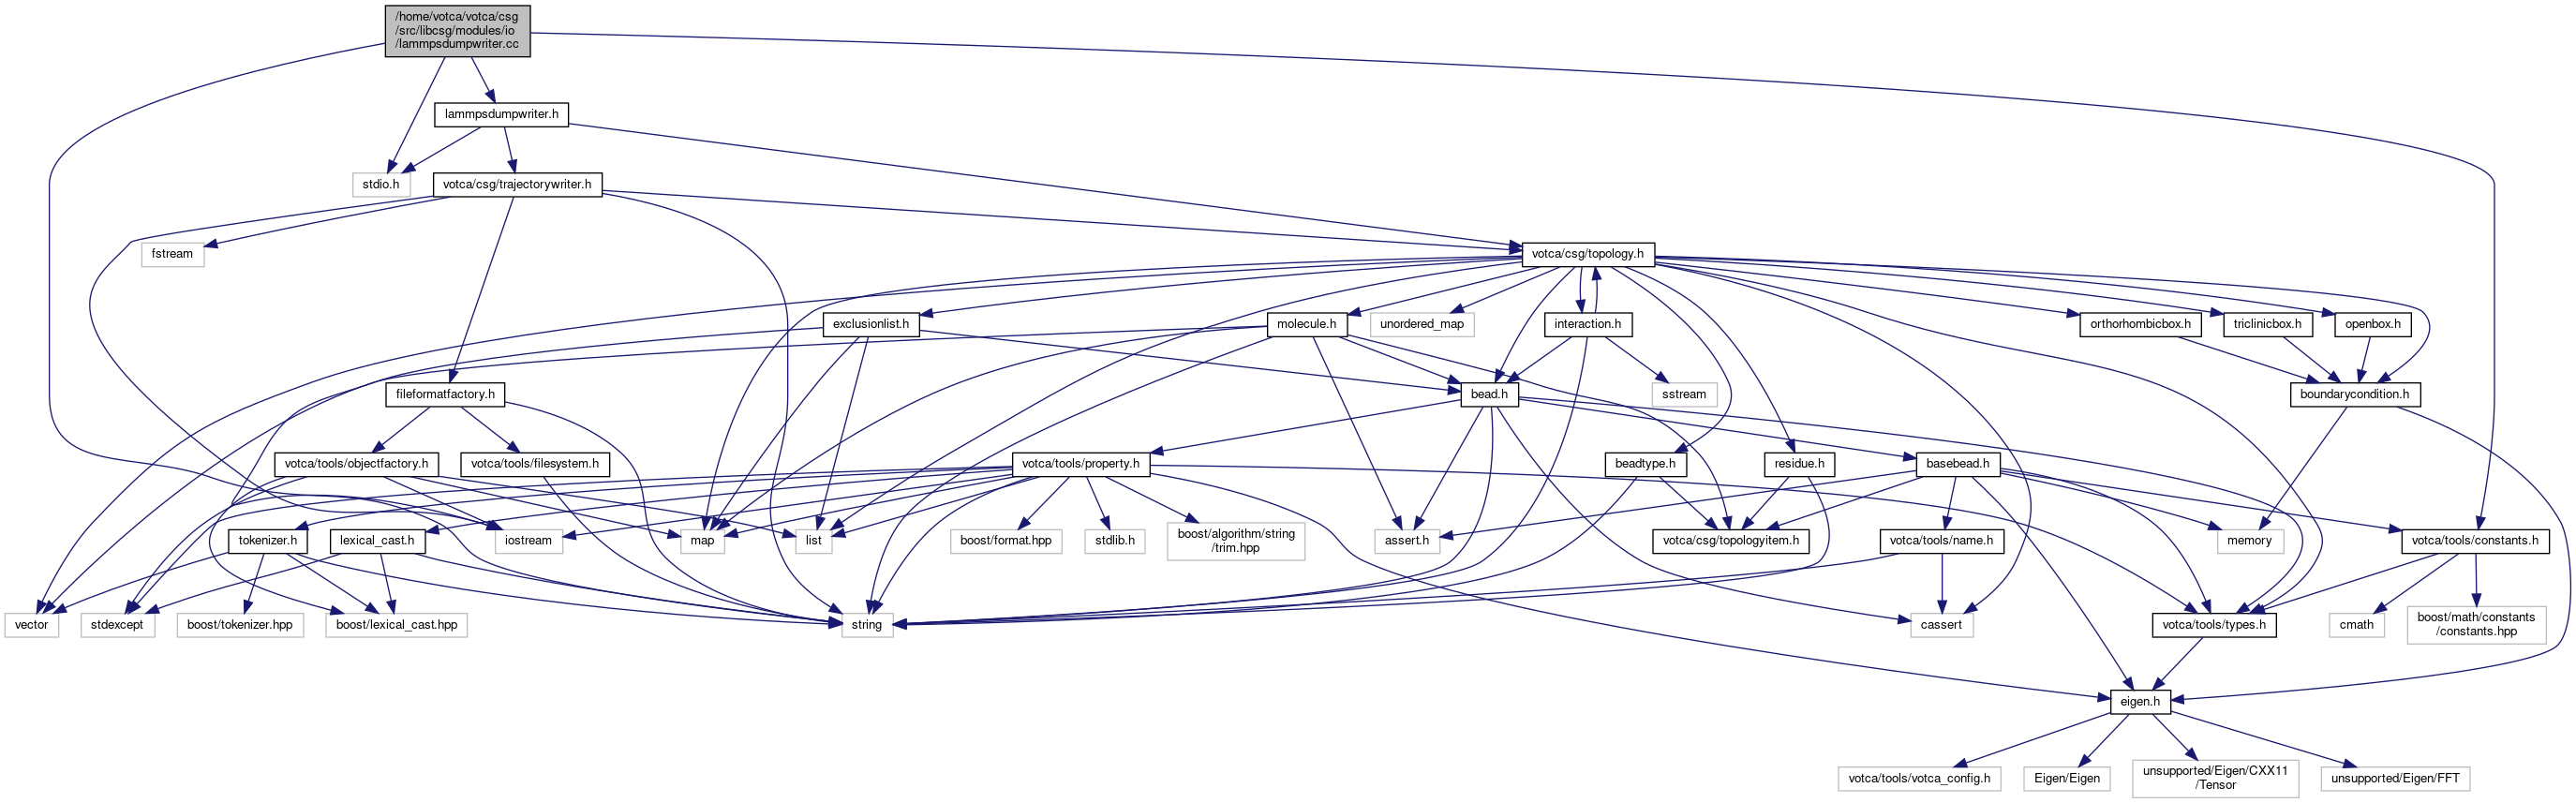 /home/votca/votca/csg
/src/libcsg/modules/io
/lammpsdumpwriter.cc
lammpsdumpwriter.h
stdio.h
votca/csg/trajectorywriter.h
fstream
votca/csg/topology.h
exclusionlist.h
molecule.h
unordered_map
interaction.h
orthorhombicbox.h
triclinicbox.h
openbox.h
fileformatfactory.h
bead.h
sstream
boundarycondition.h
votca/tools/objectfactory.h
votca/tools/filesystem.h
votca/tools/property.h
beadtype.h
residue.h
basebead.h
tokenizer.h
lexical_cast.h
iostream
map
list
boost/format.hpp
stdlib.h
boost/algorithm/string
/trim.hpp
assert.h
votca/csg/topologyitem.h
votca/tools/name.h
memory
votca/tools/constants.h
vector
stdexcept
boost/tokenizer.hpp
boost/lexical_cast.hpp
string
cassert
votca/tools/types.h
cmath
boost/math/constants
/constants.hpp
eigen.h
votca/tools/votca_config.h
Eigen/Eigen
unsupported/Eigen/CXX11
/Tensor
unsupported/Eigen/FFT